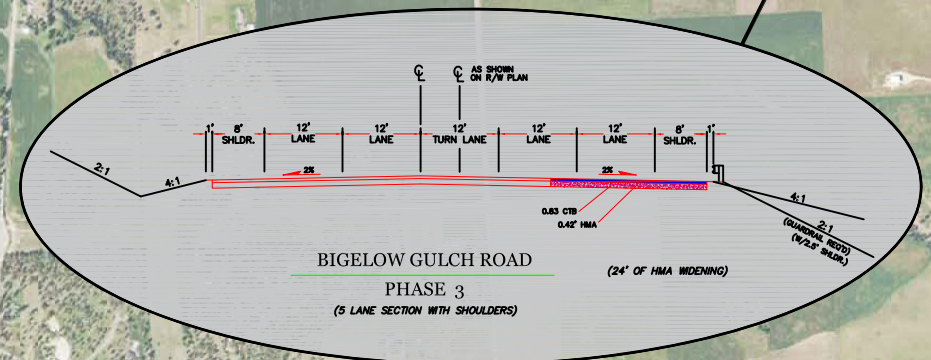 ℄ ℄ AS SHOWN
ON R/W PLAN
1' 8' 12' 12' 12' 12' 12' 8' 1'
SHLDR. LANE LANE TURN LANE LANE LANE SHLDR.
2:1 4:1 2% 2%
0.83 CTB
0.42' HMA
4:1
2:1
(GUARDRAIL REQ'D)
(W/2.5' SHLDR.)
BIGELOW GULCH ROAD
(24' OF HMA WIDENING)
PHASE 3
(5 LANE SECTION WITH SHOULDERS)